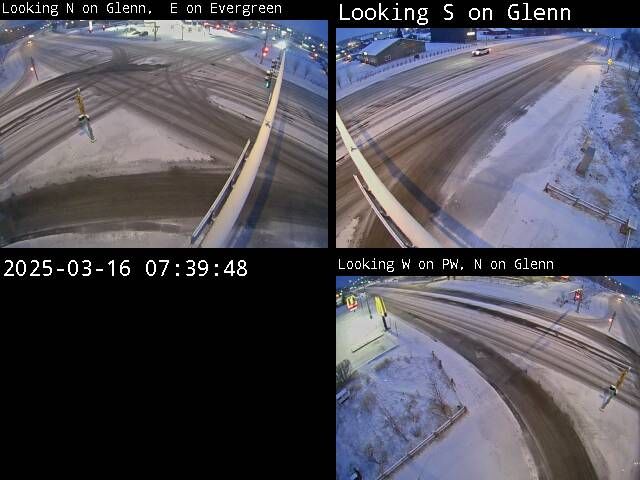 Looking N on Glenn,  E on Evergreen
Looking S on Glenn
2025-03-16 07:39:48
Looking W on PW, N on Glenn